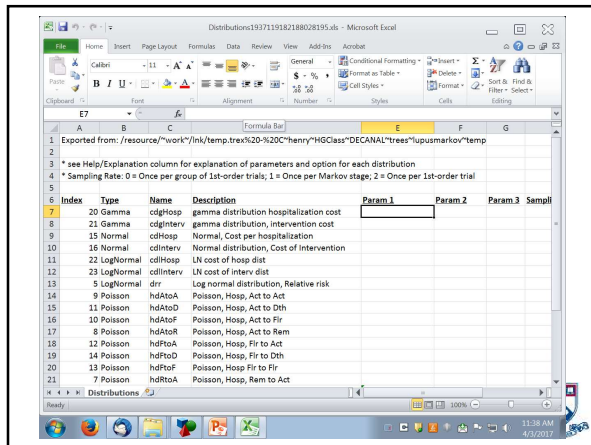 Distributions1937119182188028195.xls - Microsoft Excel
File Home Insert Page Layout Formulas Data Review View Add-Ins Acrobat
Paste Calibri 11 A A General Conditional Formatting Insert Σ
B I U A $ % , Format as Table Delete Sort & Find &
.0 .00 Cell Styles Format Filter Select
Clipboard Font Alignment Number Styles Cells Editing
E7 fx
Formula Bar
A B C D E F G
1 Exported from: /resource/~work~/lnk/temp.trex%20-%20C~henry~HGClass~DECANAL~trees~lupusmarkov~temp
2
3 * see Help/Explanation column for explanation of parameters and option for each distribution
4 * Sampling Rate: 0 = Once per group of 1st-order trials; 1 = Once per Markov stage; 2 = Once per 1st-order trial
5
6 Index Type Name Description Param 1 Param 2 Param 3 Sampli
7 20 Gamma cdgHosp gamma distribution hospitalization cost
8 21 Gamma cdgInterv gamma distribution, intervention cost
9 15 Normal cdHosp Normal, Cost per hospitalization
10 16 Normal cdInterv Normal distribution, Cost of Intervention
11 22 LogNormal cdlHosp LN cost of hosp dist
12 23 LogNormal cdlInterv LN cost of interv dist
13 5 LogNormal drr Log normal distribution, Relative risk
14 9 Poisson hdAtoA Poisson, Hosp, Act to Act
15 11 Poisson hdAtoD Poisson, Hosp, Act to Dth
16 10 Poisson hdAtoF Poisson, Hosp, Act to Flr
17 8 Poisson hdAtoR Poisson, Hosp, Act to Rem
18 12 Poisson hdFtoA Poisson, Hosp, Flr to Act
19 14 Poisson hdFtoD Poisson, Hosp, Flr to Dth
20 13 Poisson hdFtoF Poisson, Hosp Flr to Flr
21 7 Poisson hdRtoA Poisson, Hosp, Rem to Act
Distributions
Ready 100%
11:38 AM
4/3/2017